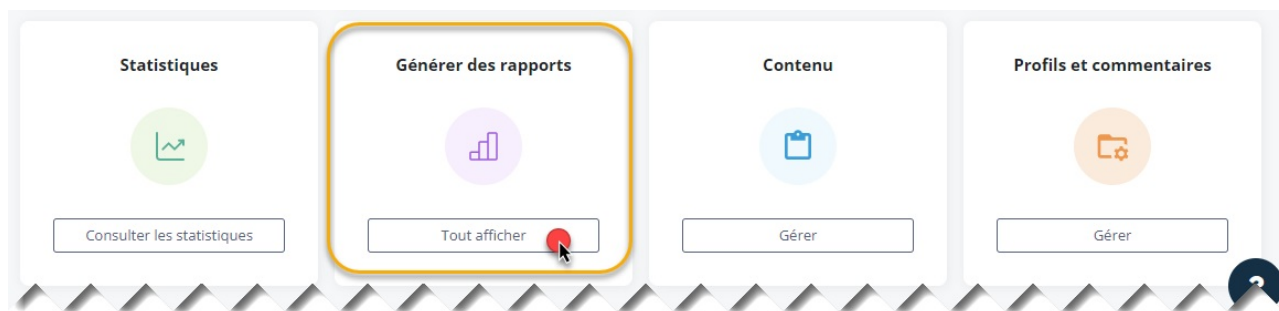 Statistiques
Générer des rapports
Contenu
Profils et commentaires
Consulter les statistiques
Tout afficher
Gérer
Gérer